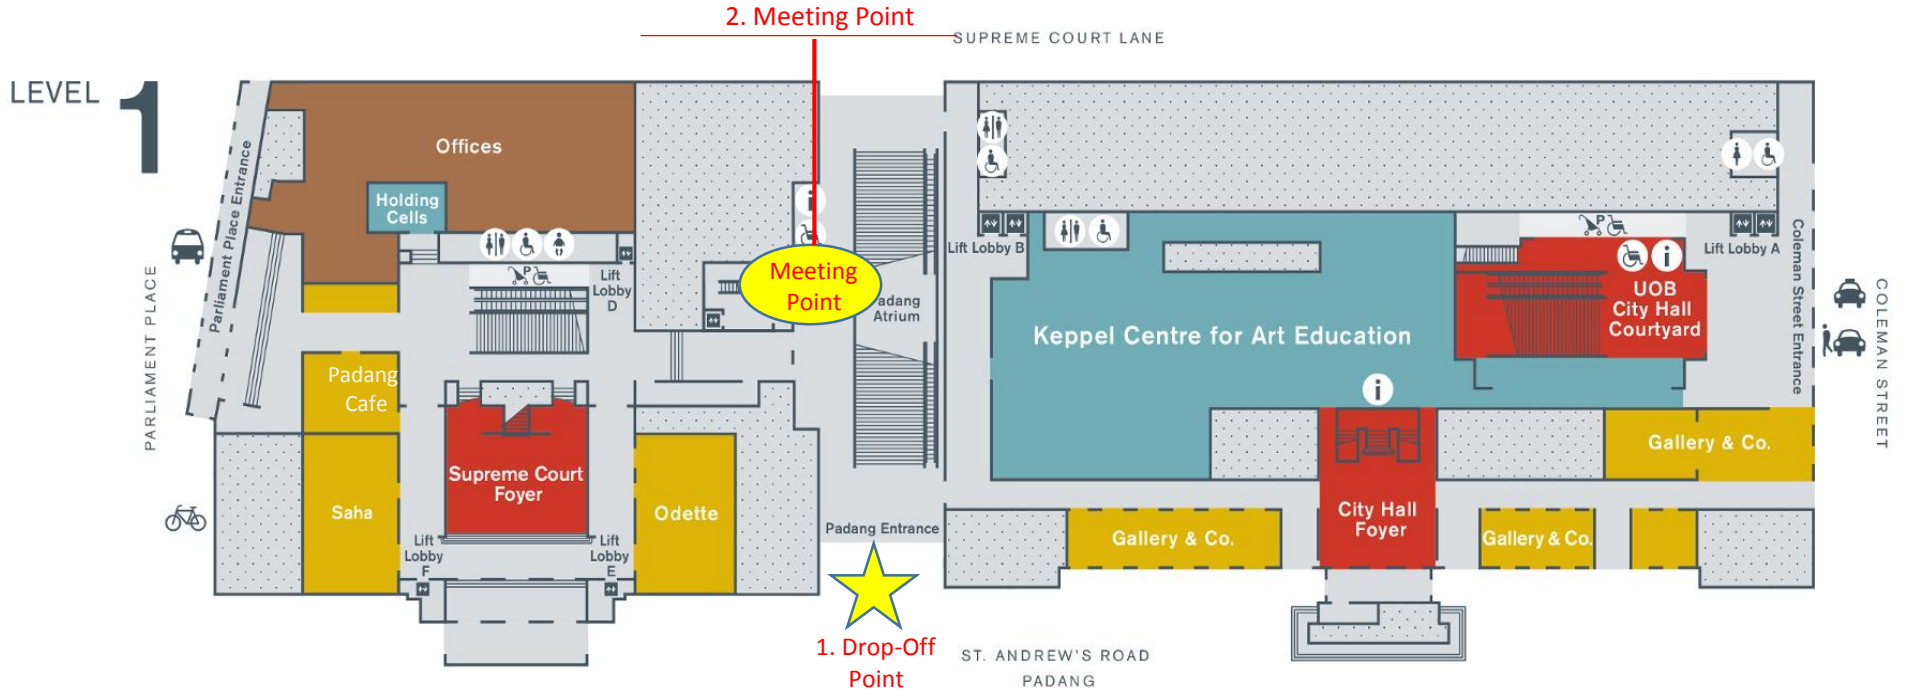 2. Meeting Point
SUPREME COURT LANE
LEVEL 1
Offices
Holding
Cells
Parliament Place Entrance
PARLIAMENT PLACE
Lift
Lobby
D
Meeting
Point
Padang
Atrium
Lift Lobby B
Lift Lobby A
Coleman Street Entrance
COLEMAN STREET
UOB
City Hall
Courtyard
Keppel Centre for Art Education
Padang
Cafe
Supreme Court
Foyer
Saha
Odette
Lift
Lobby
F
Lift
Lobby
E
Padang Entrance
Gallery & Co.
City Hall
Foyer
Gallery & Co.
Gallery & Co.
1. Drop-Off
Point
ST. ANDREW'S ROAD
PADANG
P
P
i
i
i